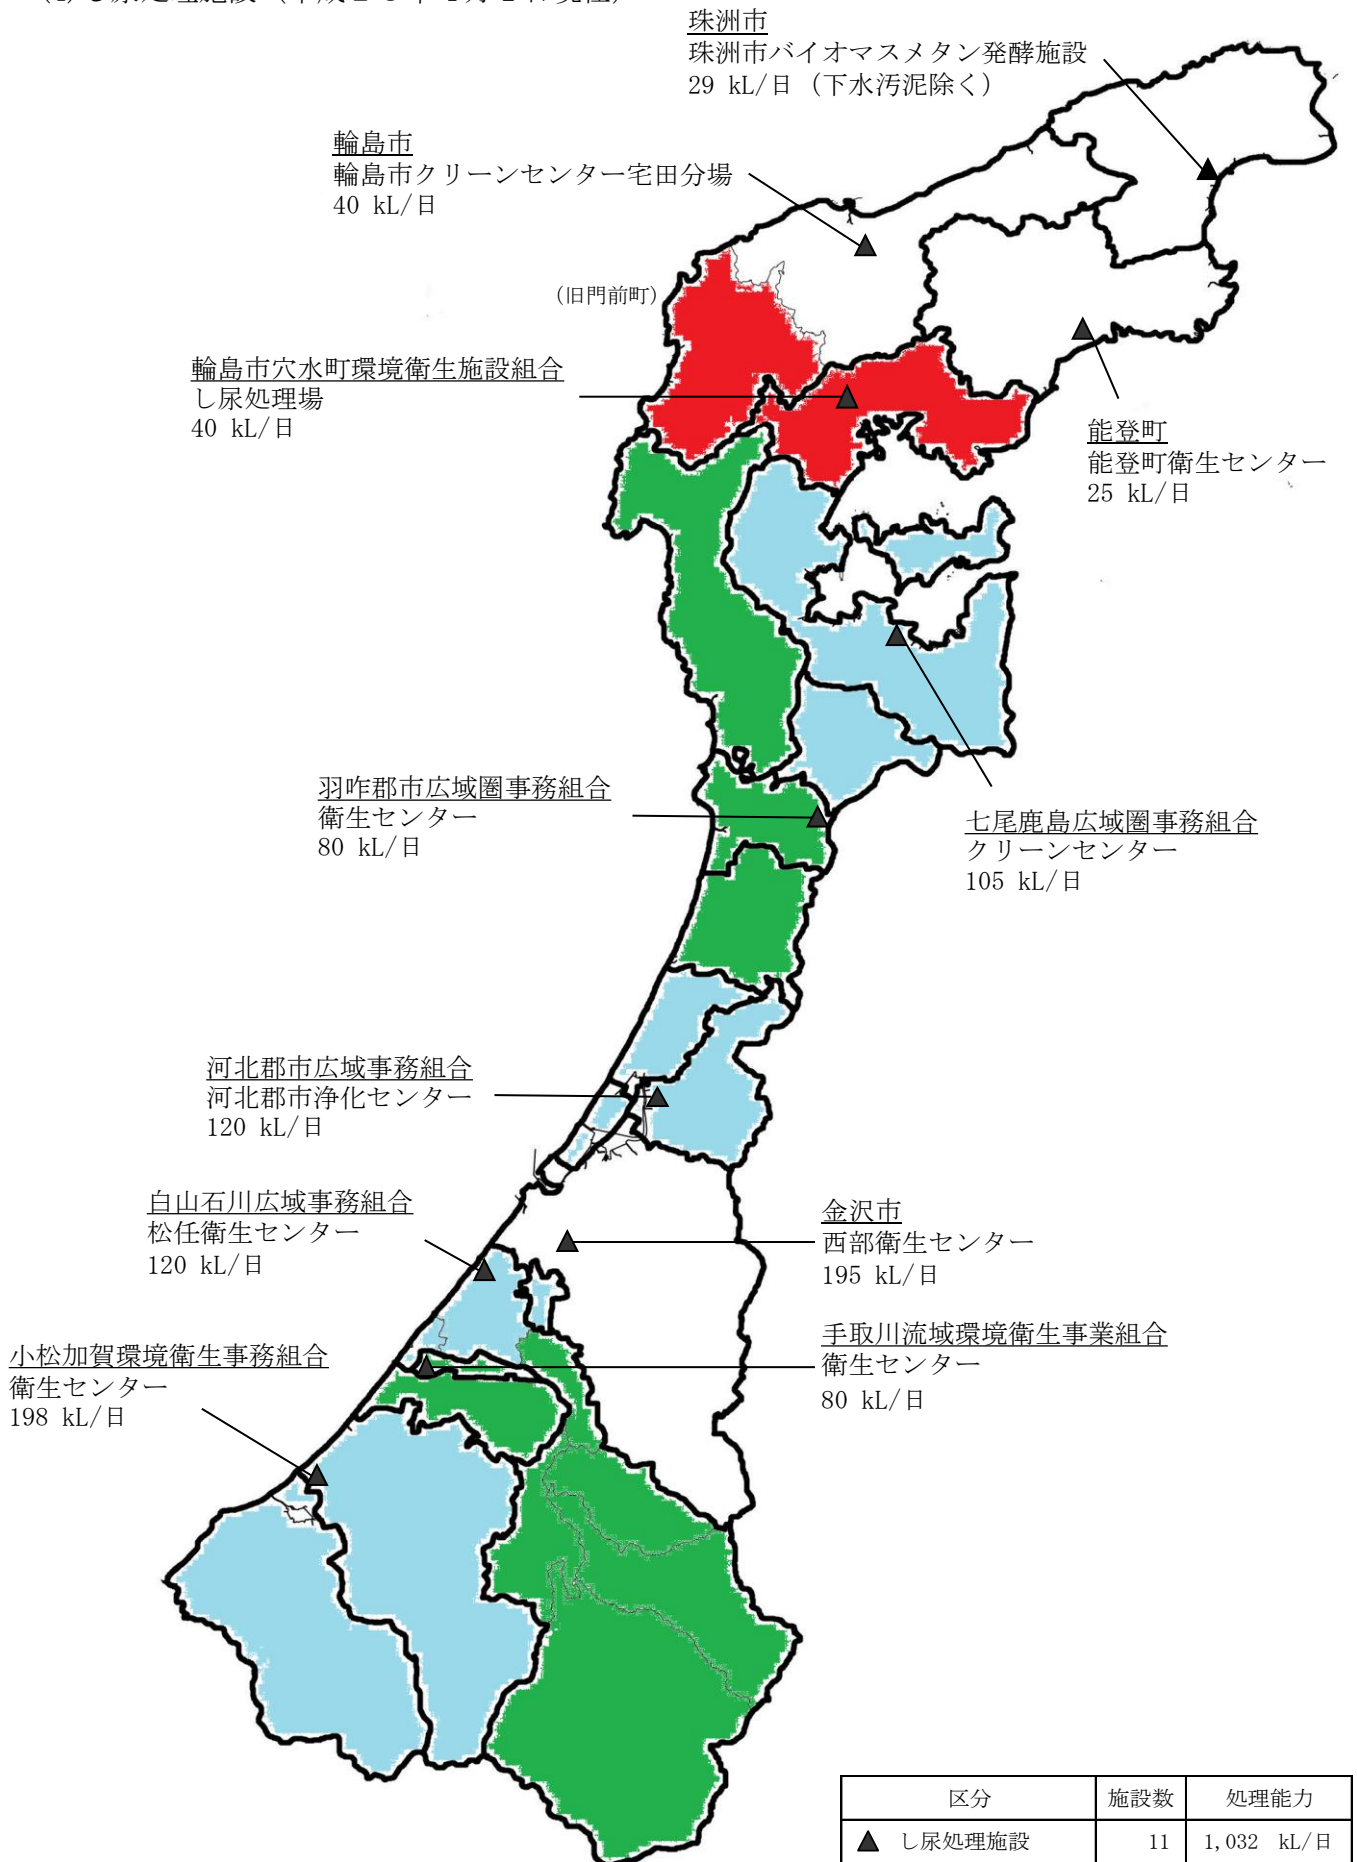 珠洲市
珠洲市バイオマスメタン発酵施設
29 kL/日（下水汚泥除く）
輪島市
輪島市クリーンセンター宅田分場
40 kL/日
（旧門前町）
輪島市穴水町環境衛生施設組合
し尿処理場
40 kL/日
能登町
能登町衛生センター
25 kL/日
羽咋郡市広域圏事務組合
衛生センター
80 kL/日
七尾鹿島広域圏事務組合
クリーンセンター
105 kL/日
河北郡市広域事務組合
河北郡市浄化センター
120 kL/日
白山石川広域事務組合
松任衛生センター
120 kL/日
金沢市
西部衛生センター
195 kL/日
小松加賀環境衛生事務組合
衛生センター
198 kL/日
手取川流域環境衛生事業組合
衛生センター
80 kL/日
区分 施設数 処理能力
▲ し尿処理施設 11 1,032 kL/日